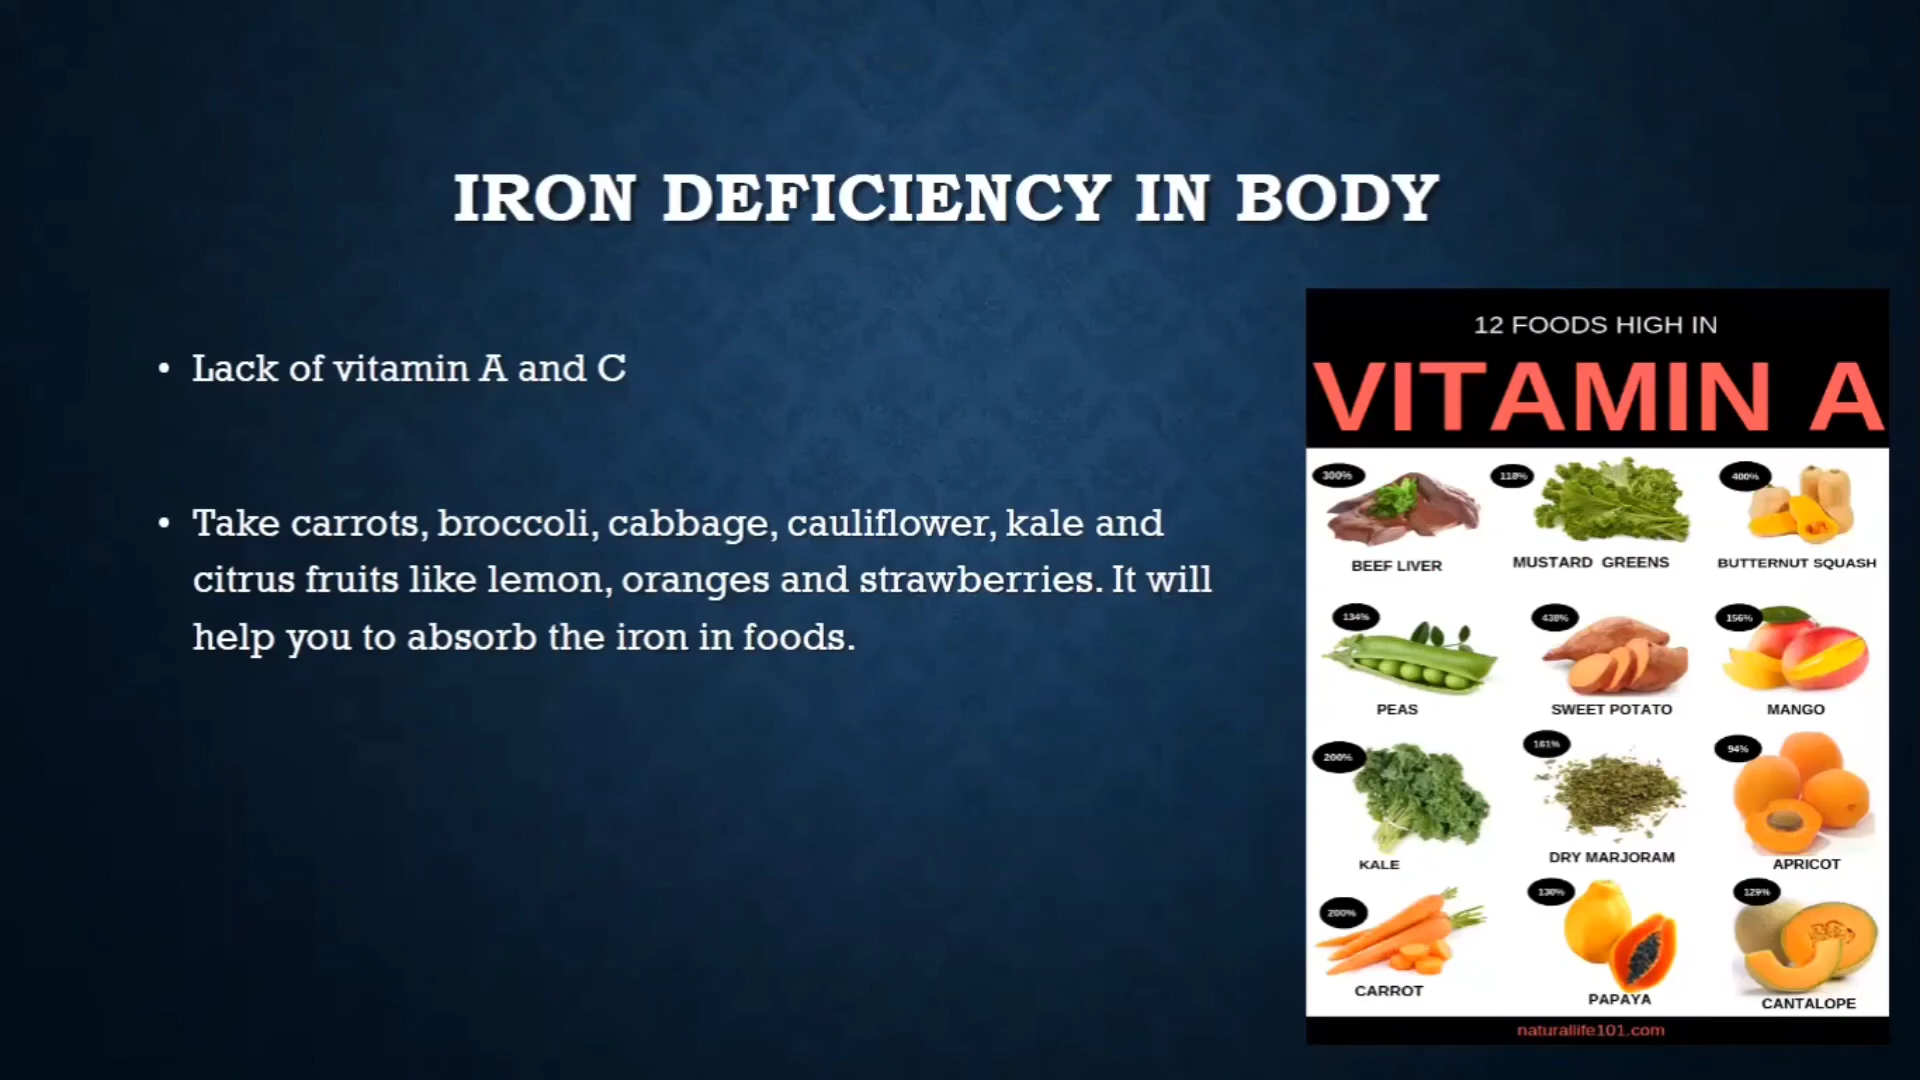 IRON DEFICIENCY IN BODY
• Lack of vitamin A and C
• Take carrots, broccoli, cabbage, cauliflower, kale and
citrus fruits like lemon, oranges and strawberries. It will
help you to absorb the iron in foods.
12 FOODS HIGH IN
VITAMIN A
300% 118% 400%
BEEF LIVER MUSTARD GREENS BUTTERNUT SQUASH
134% 438% 156%
PEAS SWEET POTATO MANGO
200% 161% 94%
KALE DRY MARJORAM APRICOT
200% 130% 129%
CARROT PAPAYA CANTALOPE
naturallife101.com